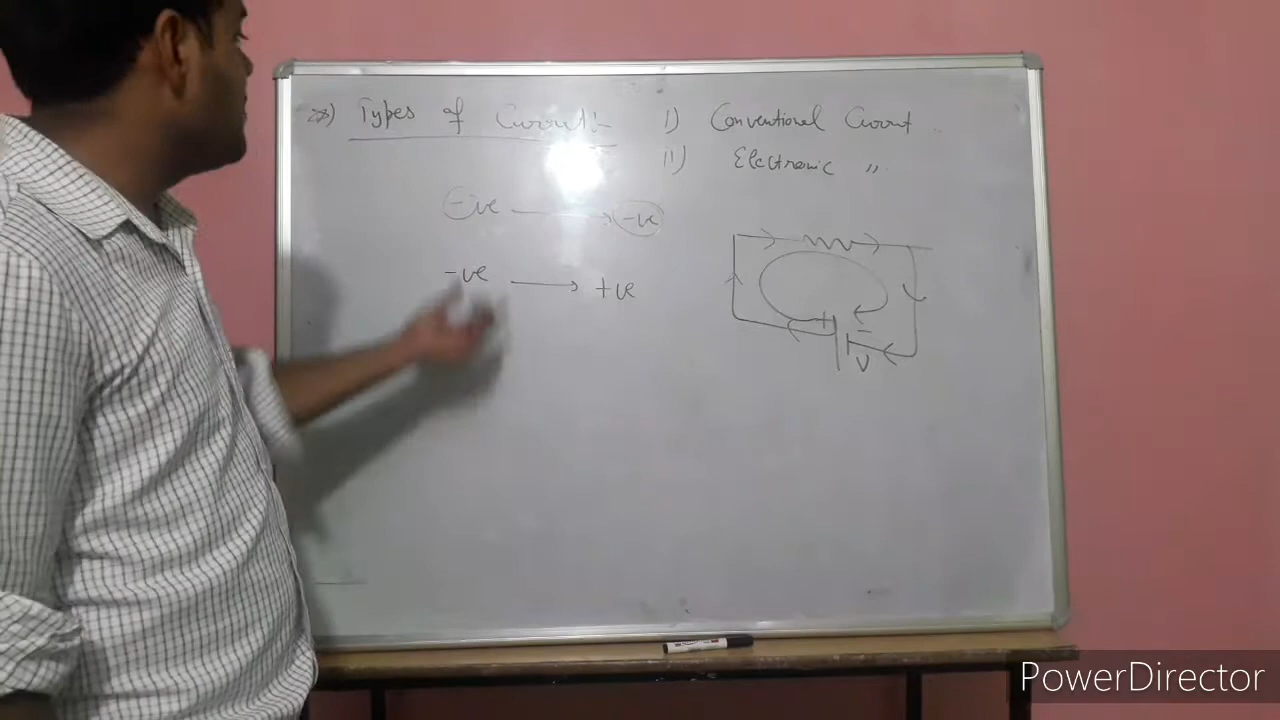 Types of Current:-
i) Conventional Current
ii) Electronic "
-ve → -ve
-ve → +ve
+ -
V
PowerDirector